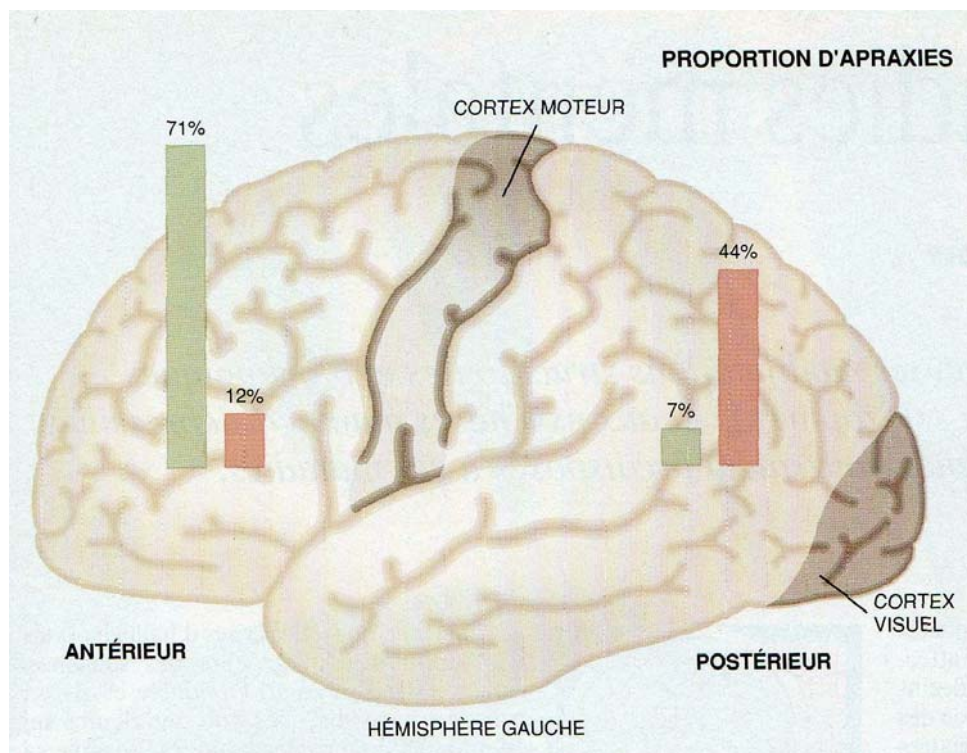 PROPORTION D'APRAXIES
CORTEX MOTEUR
71%
44%
12%
7%
CORTEX
VISUEL
ANTÉRIEUR
POSTÉRIEUR
HÉMISPHÈRE GAUCHE